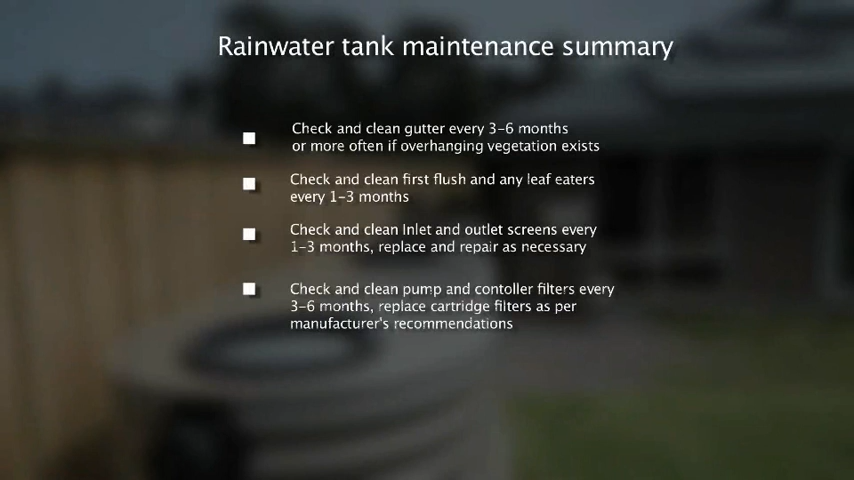 Rainwater tank maintenance summary
Check and clean gutter every 3-6 months
or more often if overhanging vegetation exists
Check and clean first flush and any leaf eaters
every 1-3 months
Check and clean Inlet and outlet screens every
1-3 months, replace and repair as necessary
Check and clean pump and contoller filters every
3-6 months, replace cartridge filters as per
manufacturer's recommendations